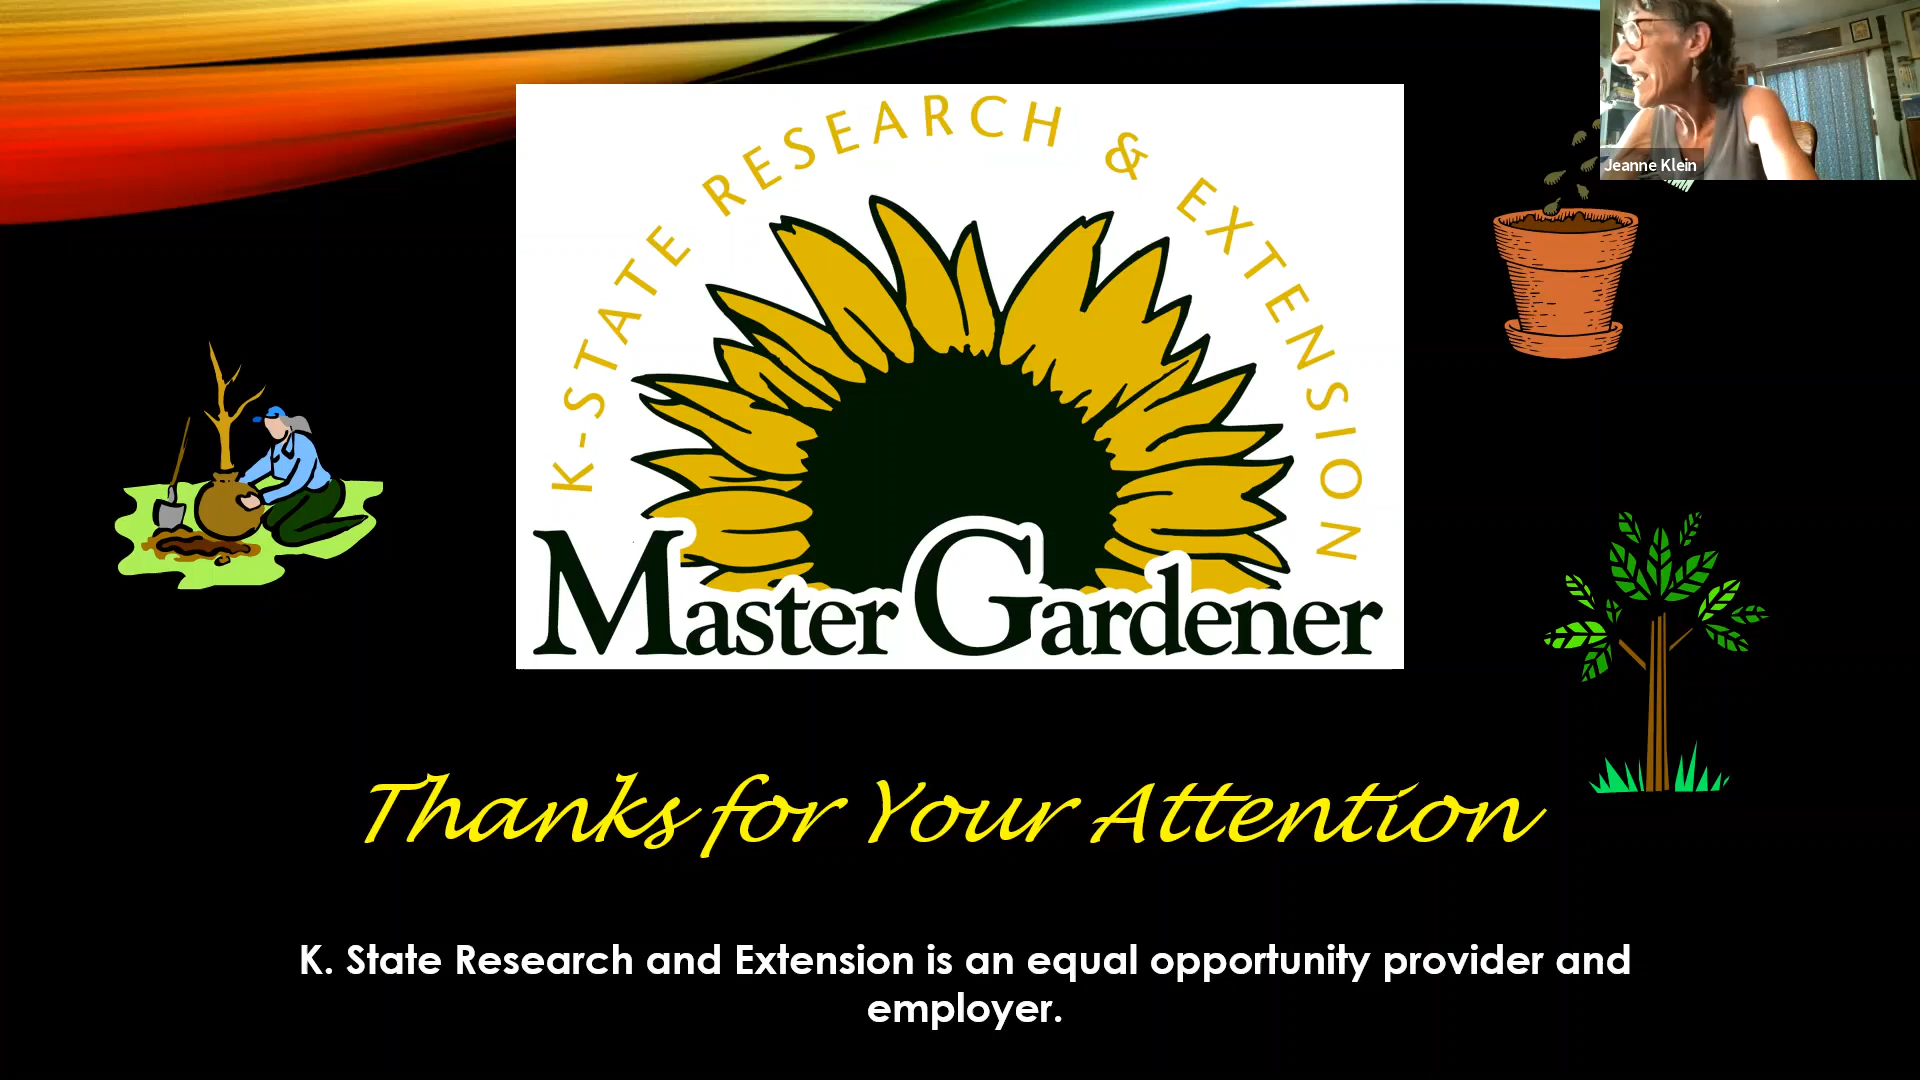 Jeanne Klein
K-STATE RESEARCH & EXTENSION
Master Gardener
Thanks for Your Attention
K. State Research and Extension is an equal opportunity provider and
employer.